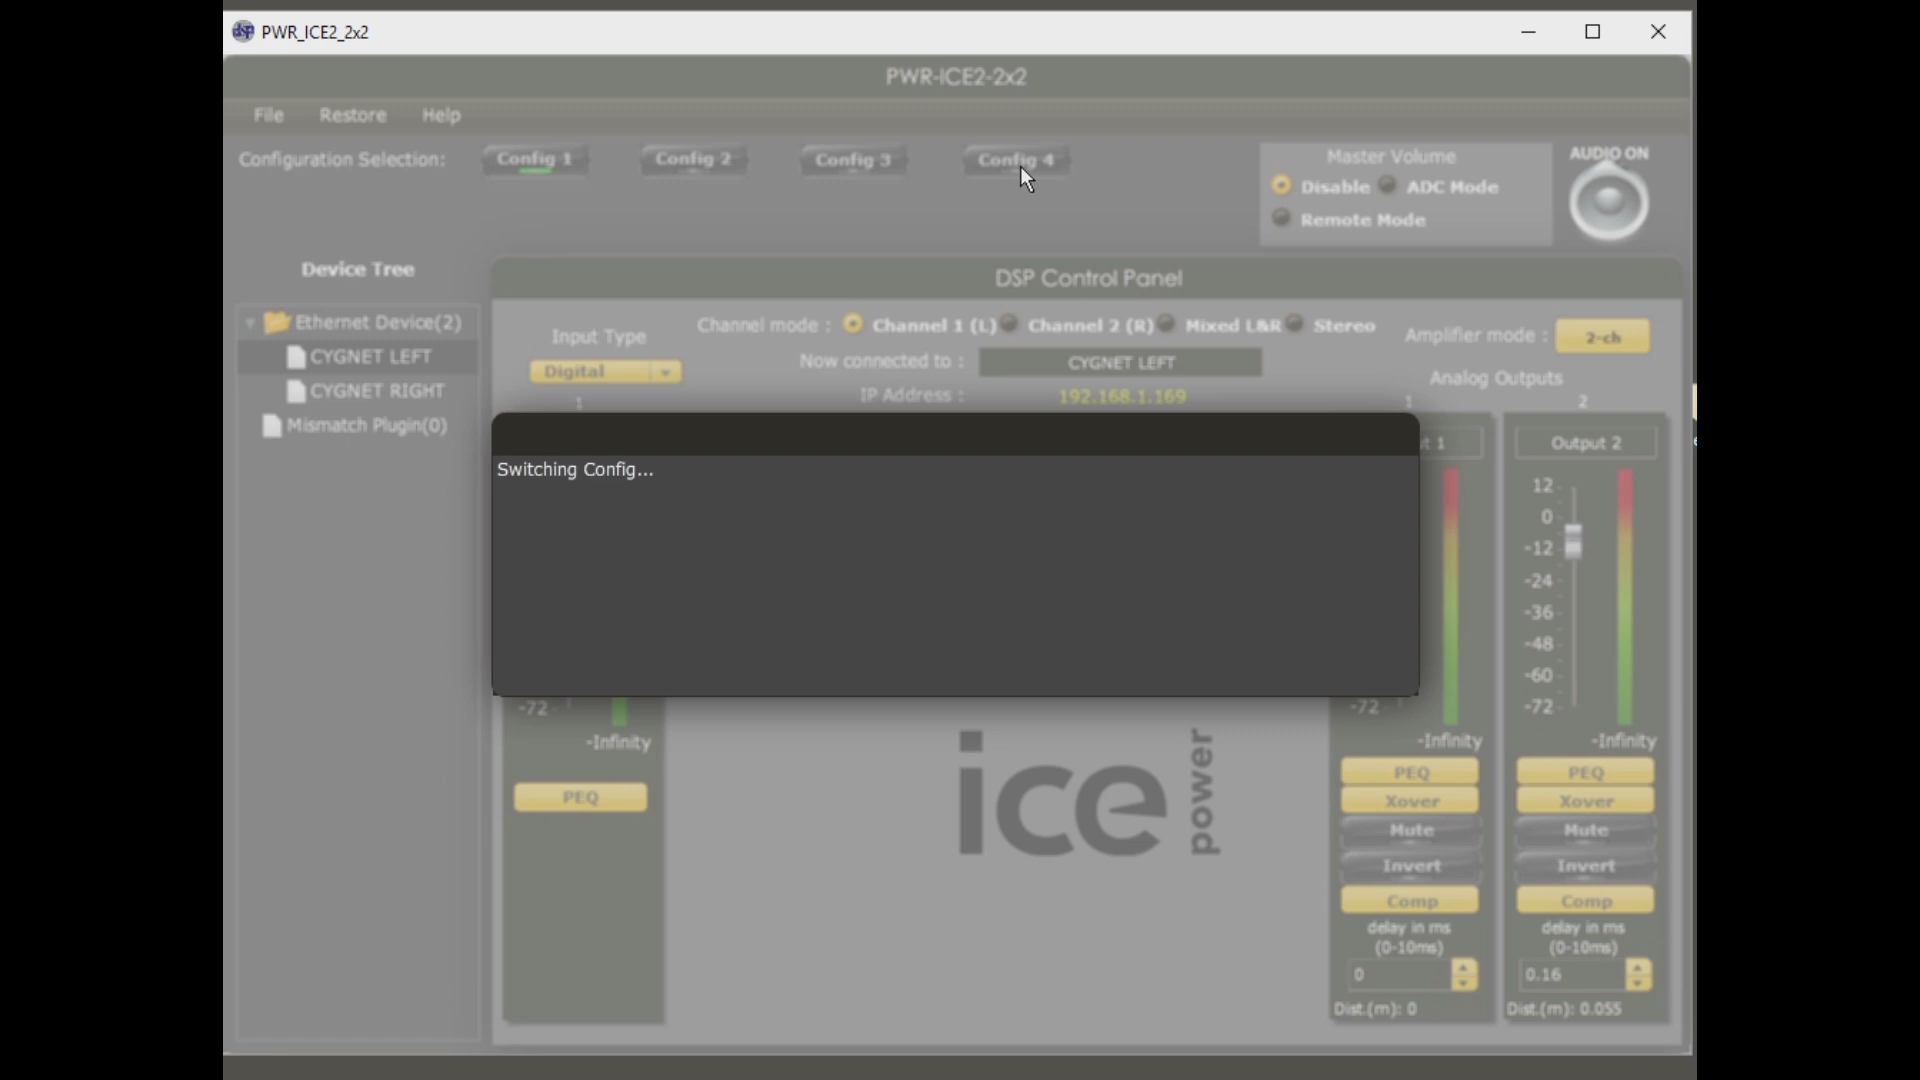 dsp PWR_ICE2_2x2
PWR-ICE2-2x2
File Restore Help
Configuration Selection: Config 1 Config 2 Config 3 Config 4
Master Volume
Disable ADC Mode
Remote Mode
AUDIO ON
Device Tree
Ethernet Device(2)
CYGNET LEFT
CYGNET RIGHT
Mismatch Plugin(0)
DSP Control Panel
Input Type
Digital
1
Channel mode : Channel 1 (L) Channel 2 (R) Mixed L&R Stereo
Now connected to : CYGNET LEFT
IP Address : 192.168.1.169
Amplifier mode : 2-ch
Analog Outputs
1 2
Switching Config...
-72
-Infinity
PEQ
ice power
t 1
-72
-Infinity
PEQ
Xover
Mute
Invert
Comp
delay in ms
(0-10ms)
0
Dist.(m): 0
Output 2
12
0
-12
-24
-36
-48
-60
-72
-Infinity
PEQ
Xover
Mute
Invert
Comp
delay in ms
(0-10ms)
0.16
Dist.(m): 0.055